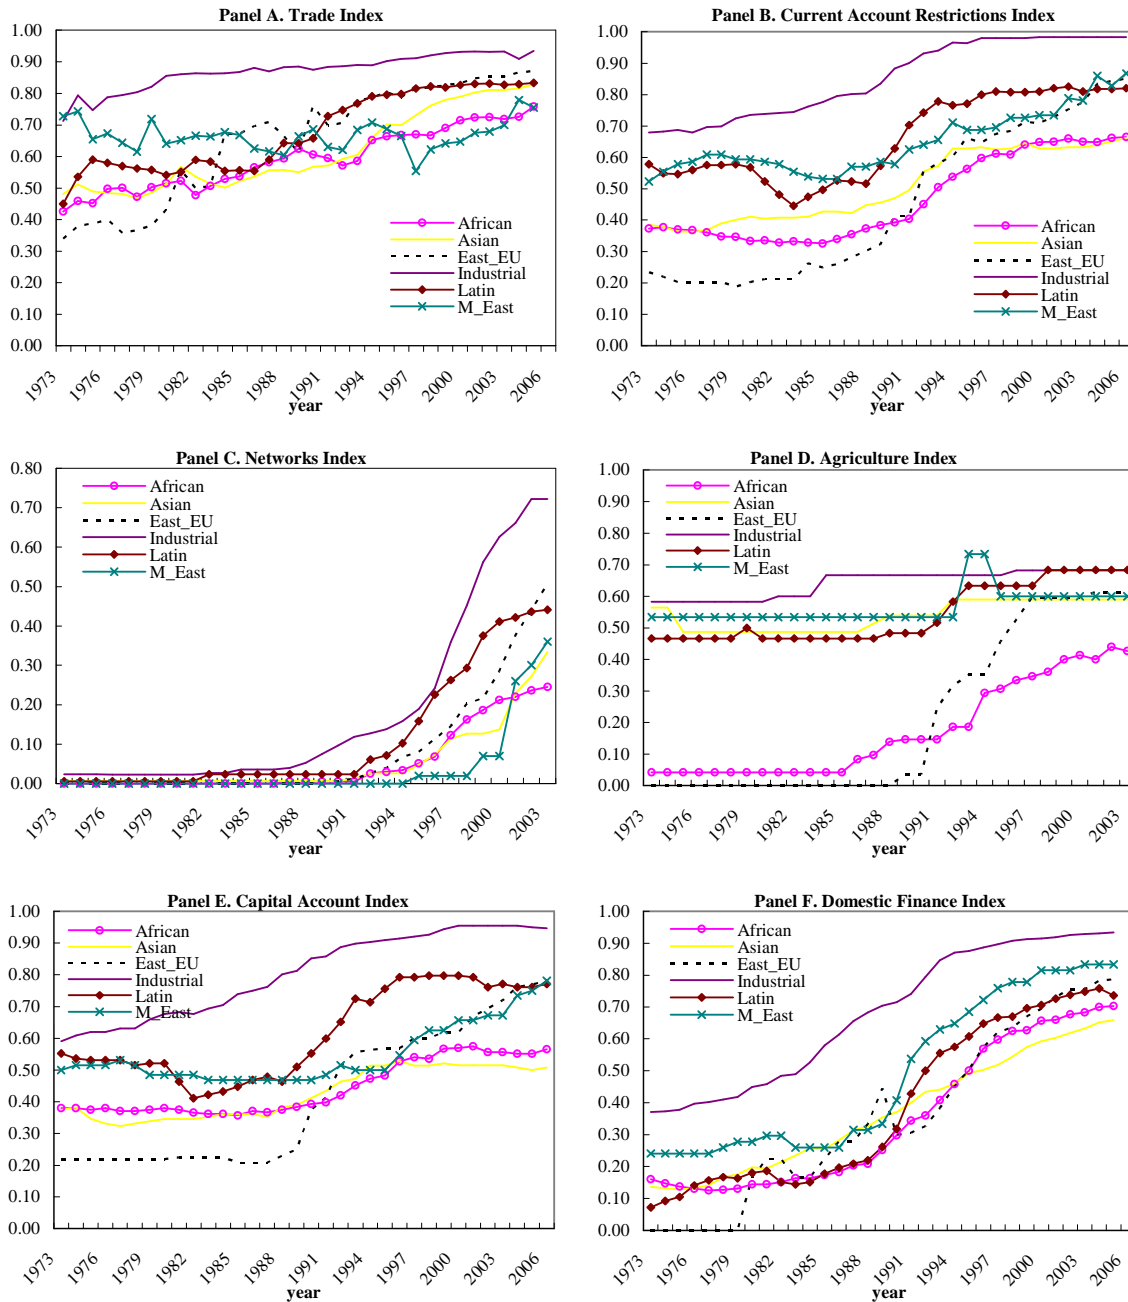 Panel A. Trade Index
1.00
0.90
0.80
0.70
0.60
0.50
0.40
0.30
0.20
0.10
0.00
African
Asian
East_EU
Industrial
Latin
M_East
1973
1976
1979
1982
1985
1988
1991
1994
1997
2000
2003
2006
year
Panel B. Current Account Restrictions Index
1.00
0.90
0.80
0.70
0.60
0.50
0.40
0.30
0.20
0.10
0.00
African
Asian
East_EU
Industrial
Latin
M_East
1973
1976
1979
1982
1985
1988
1991
1994
1997
2000
2003
2006
year
Panel C. Networks Index
0.80
0.70
0.60
0.50
0.40
0.30
0.20
0.10
0.00
African
Asian
East_EU
Industrial
Latin
M_East
1973
1976
1979
1982
1985
1988
1991
1994
1997
2000
2003
year
Panel D. Agriculture Index
1.00
0.90
0.80
0.70
0.60
0.50
0.40
0.30
0.20
0.10
0.00
African
Asian
East_EU
Industrial
Latin
M_East
1973
1976
1979
1982
1985
1988
1991
1994
1997
2000
2003
year
Panel E. Capital Account Index
1.00
0.90
0.80
0.70
0.60
0.50
0.40
0.30
0.20
0.10
0.00
African
Asian
East_EU
Industrial
Latin
M_East
1973
1976
1979
1982
1985
1988
1991
1994
1997
2000
2003
2006
year
Panel F. Domestic Finance Index
1.00
0.90
0.80
0.70
0.60
0.50
0.40
0.30
0.20
0.10
0.00
African
Asian
East_EU
Industrial
Latin
M_East
1973
1976
1979
1982
1985
1988
1991
1994
1997
2000
2003
2006
year